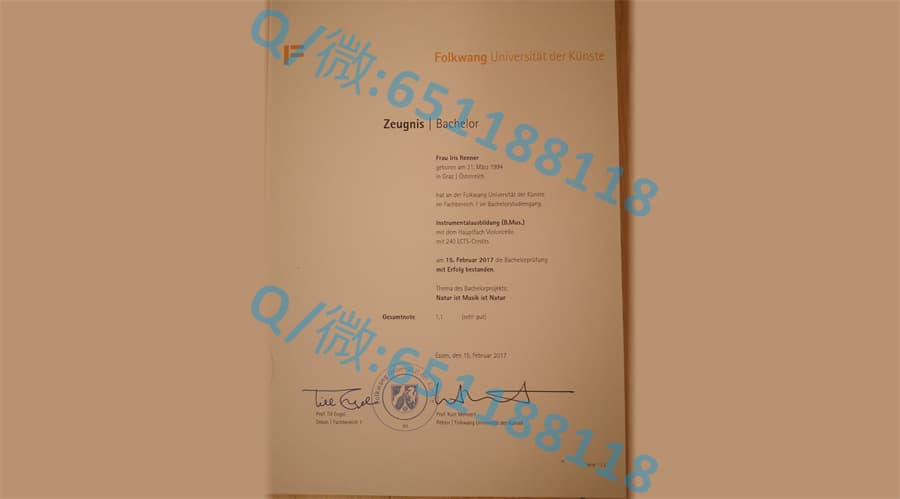 Folkwang Universität der Künste
Q/微:651188118
Zeugnis | Bachelor
Frau Iris Renner
geboren am 31. März 1994
in Graz | Österreich
hat an der Folkwang Universität der Künste
im Fachbereich 1 im Bachelorstudiengang
Instrumentalausbildung (B.Mus.)
mit dem Hauptfach Violoncello
mit 240 ECTS-Credits
am 15. Februar 2017 die Bachelorprüfung
mit Erfolg bestanden.
Thema des Bachelorprojekts:
Natur ist Musik ist Natur
Q/微:651188118
Gesamtnote 1,1 (sehr gut)
Essen, den 15. Februar 2017
Folkwang
Prof. Till Engel
Dekan | Fachbereich 1
Prof. Kurt Mehnert
Rektor | Folkwang Universität der Künste